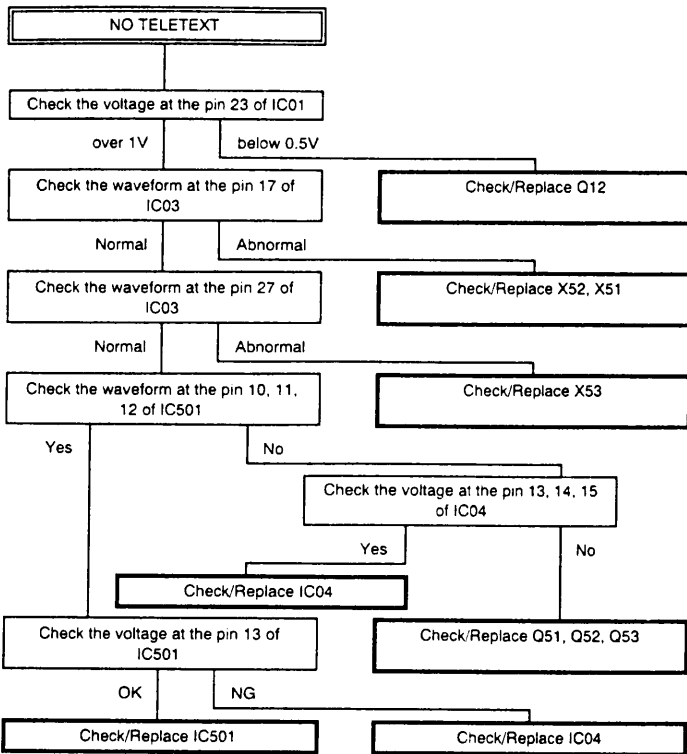 NO TELETEXT
Check the voltage at the pin 23 of IC01
over 1V
below 0.5V
Check the waveform at the pin 17 of
IC03
Check/Replace Q12
Normal
Abnormal
Check the waveform at the pin 27 of
IC03
Check/Replace X52, X51
Normal
Abnormal
Check the waveform at the pin 10, 11,
12 of IC501
Check/Replace X53
Yes
No
Check the voltage at the pin 13, 14, 15
of IC04
Yes
No
Check/Replace IC04
Check the voltage at the pin 13 of
IC501
Check/Replace Q51, Q52, Q53
OK
NG
Check/Replace IC501
Check/Replace IC04